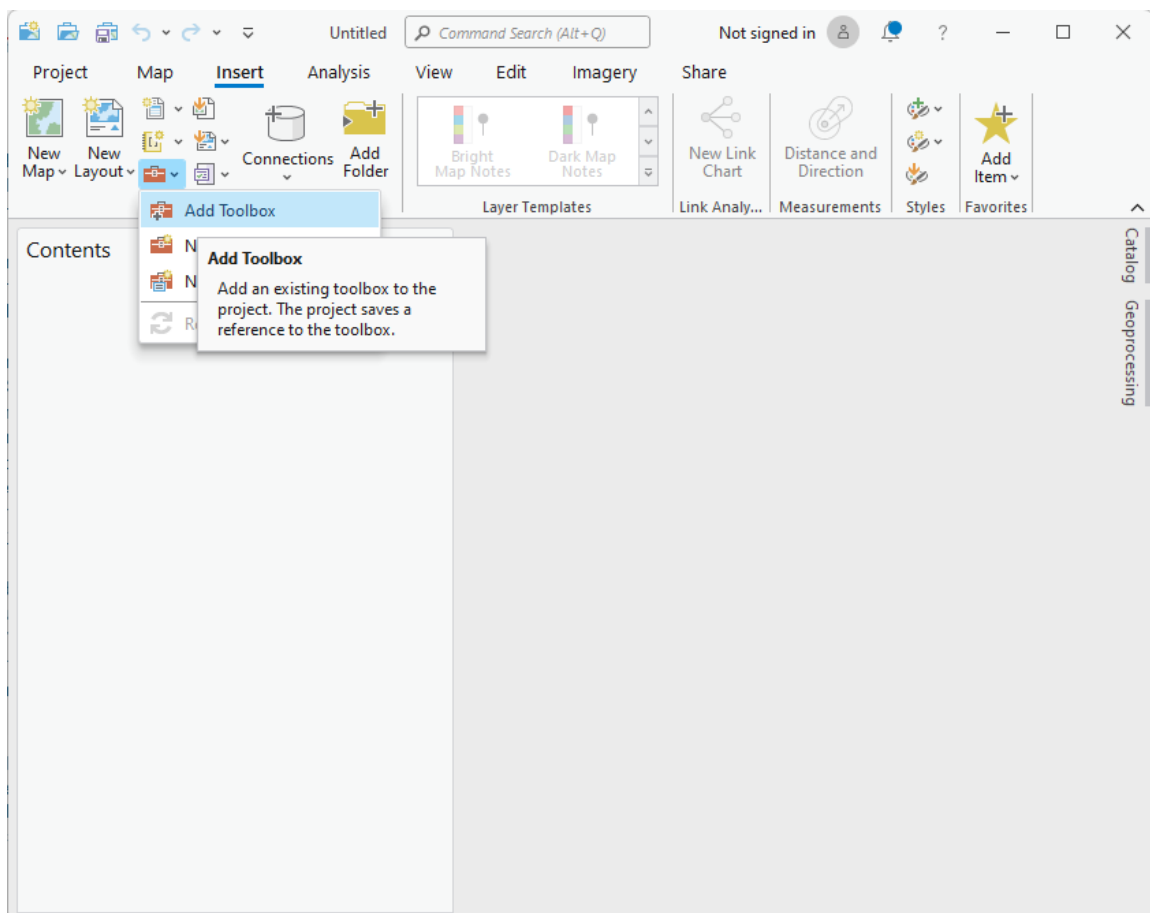 Untitled
Command Search (Alt+Q)
Not signed in
?
Project Map Insert Analysis View Edit Imagery Share
New Map
New Layout
Connections
Add Folder
Bright Map Notes
Dark Map Notes
New Link Chart
Distance and Direction
Add Item
Layer Templates
Link Analy...
Measurements
Styles
Favorites
Add Toolbox
N
N
R
Add Toolbox
Add an existing toolbox to the
project. The project saves a
reference to the toolbox.
Contents
Catalog
Geoprocessing